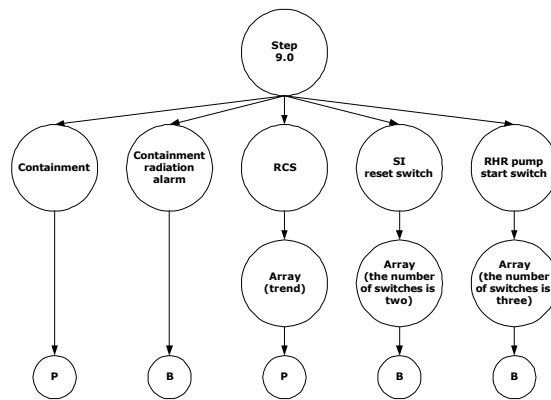 Step
9.0
Containment
Containment
radiation
alarm
RCS
SI
reset switch
RHR pump
start switch
Array
(trend)
Array
(the number
of switches is
two)
Array
(the number
of switches is
three)
P
B
P
B
B